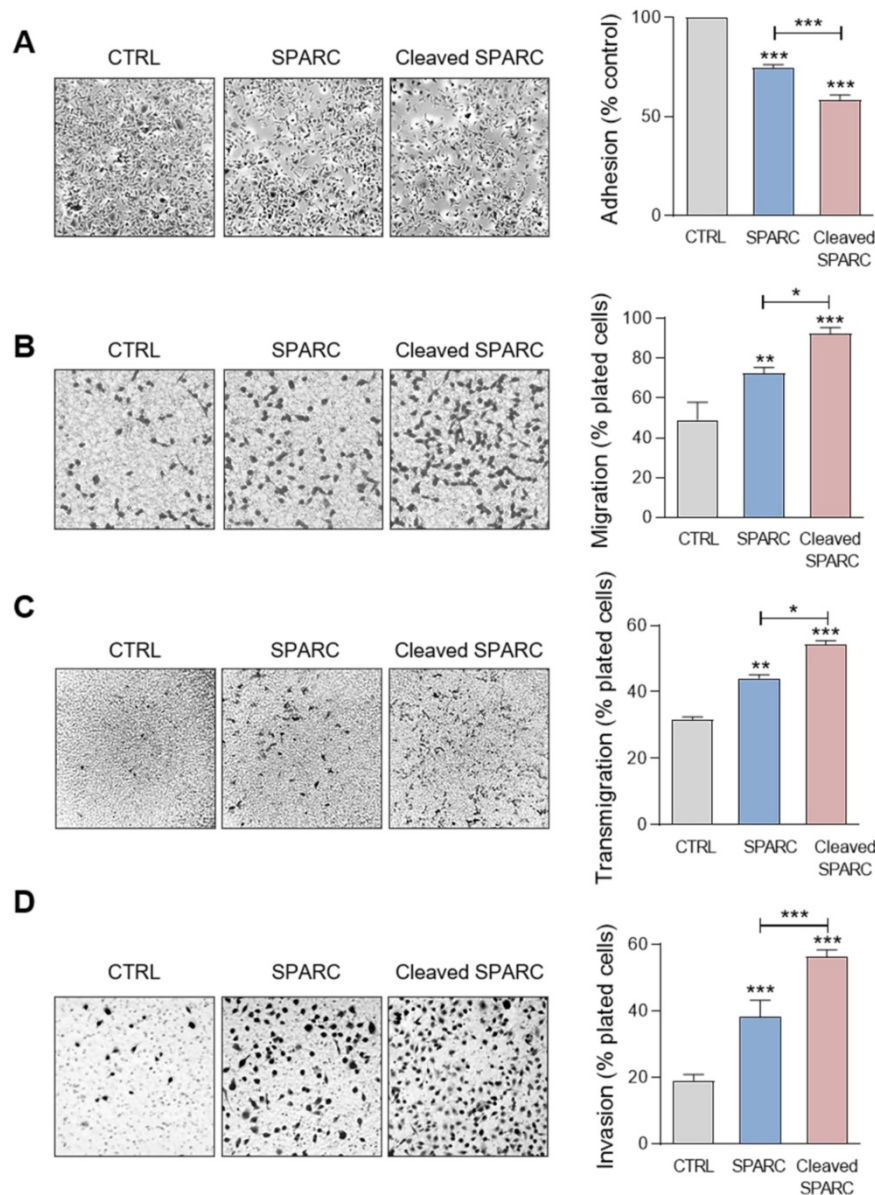 A
CTRL SPARC Cleaved SPARC
Adhesion (% control)
100
50
0
***
***
***
CTRL SPARC Cleaved
SPARC
B
CTRL SPARC Cleaved SPARC
Migration (% plated cells)
100
80
60
40
20
0
*
**
***
CTRL SPARC Cleaved
SPARC
C
CTRL SPARC Cleaved SPARC
Transmigration (% plated cells)
60
40
20
0
*
**
***
CTRL SPARC Cleaved
SPARC
D
CTRL SPARC Cleaved SPARC
Invasion (% plated cells)
60
40
20
0
***
***
***
CTRL SPARC Cleaved
SPARC